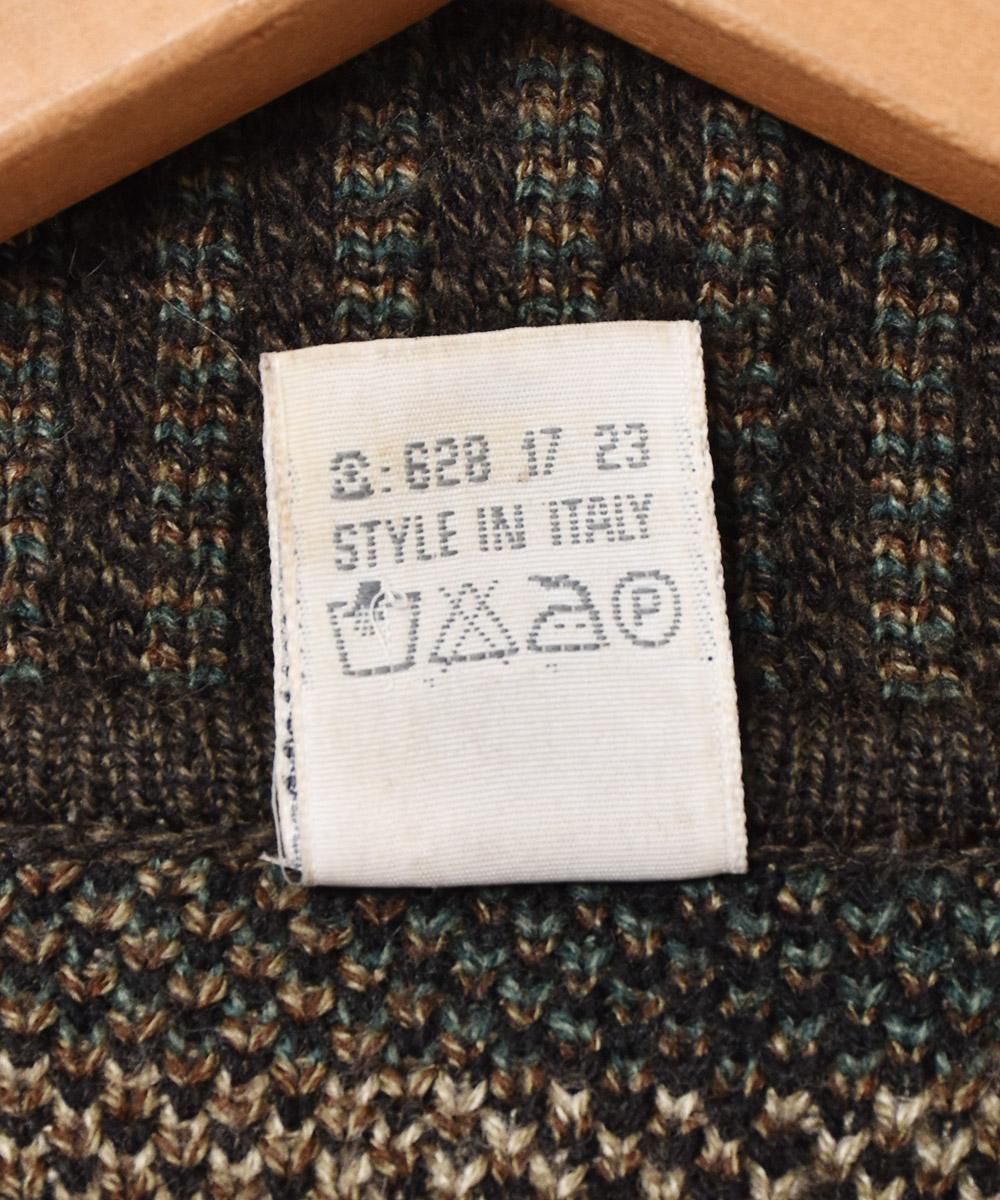 : 628 17 23
STYLE IN ITALY
P